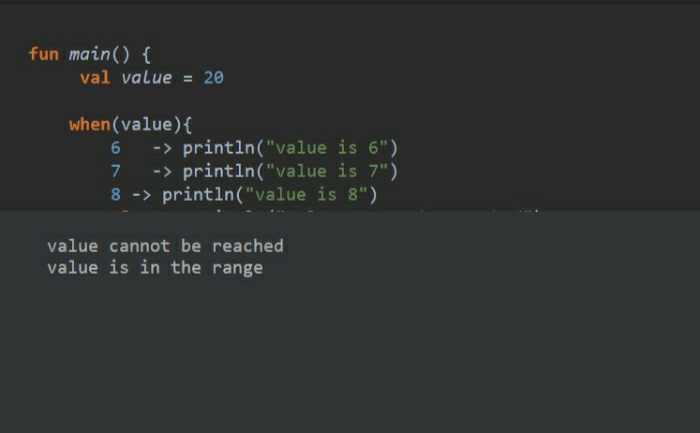 fun main() {
val value = 20
when(value){
6 -> println("value is 6")
7 -> println("value is 7")
8 -> println("value is 8")
value cannot be reached
value is in the range